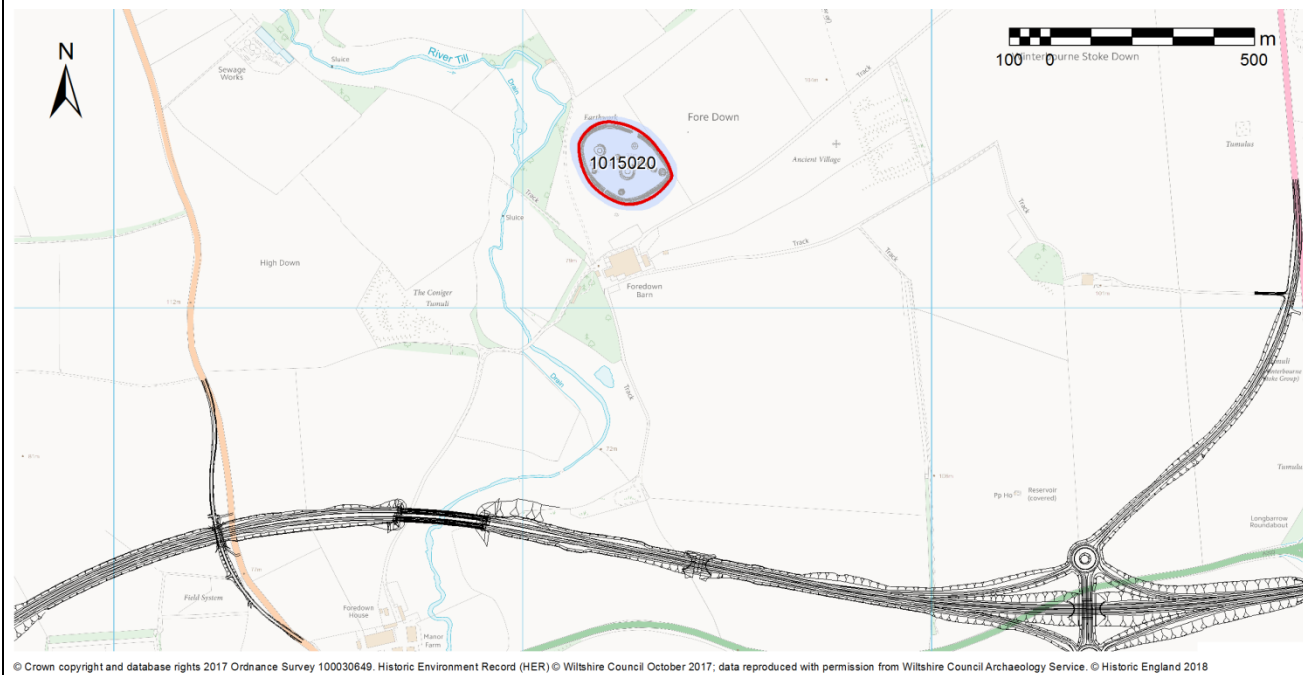 N
Sewage
Works
Sluice
River Till
Drain
Track
100 0 500 m
Winterbourne Stoke Down
Earthwork
Fore Down
1015020
Ancient Village
Tumulus
Track
Sluice
Track
Track
High Down
79m
Foredown
Barn
The Coniger
Tumuli
112m
Drain
Track
Tumuli
(Winterbourne
Stoke Group)
72m
Tumulus
Pp Ho
Reservoir
(covered)
Longbarrow
Roundabout
Field System
Foredown
House
Manor
Farm
© Crown copyright and database rights 2017 Ordnance Survey 100030649. Historic Environment Record (HER) © Wiltshire Council October 2017; data reproduced with permission from Wiltshire Council Archaeology Service. © Historic England 2018